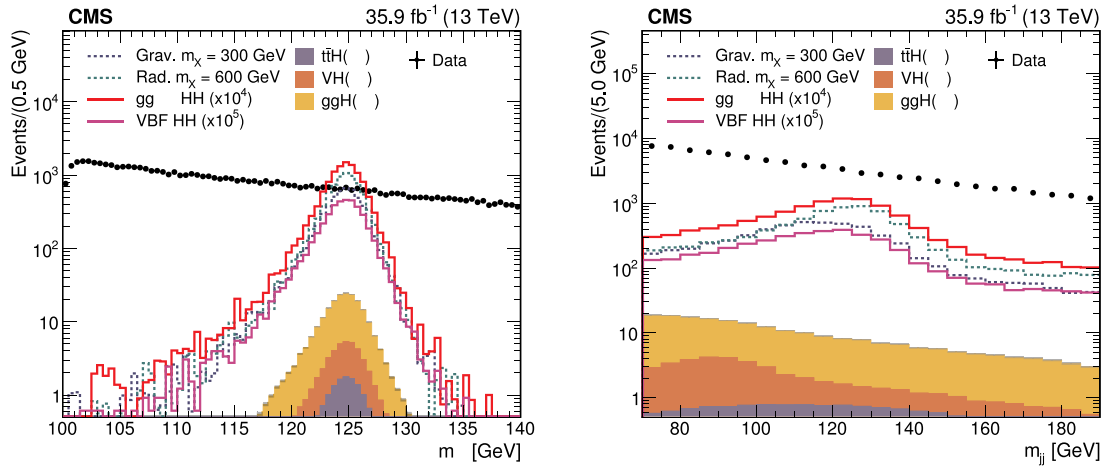 CMS 35.9 fb⁻¹ (13 TeV)
Events/(0.5 GeV)
Grav. m_X = 300 GeV
Rad. m_X = 600 GeV
gg HH (x10⁴)
VBF HH (x10⁵)
tt̄H( )
VH( )
ggH( )
Data
10⁴
10³
10²
10
1
100 105 110 115 120 125 130 135 140
m [GeV]
CMS 35.9 fb⁻¹ (13 TeV)
Events/(5.0 GeV)
Grav. m_X = 300 GeV
Rad. m_X = 600 GeV
gg HH (x10⁴)
VBF HH (x10⁵)
tt̄H( )
VH( )
ggH( )
Data
10⁵
10⁴
10³
10²
10
1
80 100 120 140 160 180
m_jj [GeV]